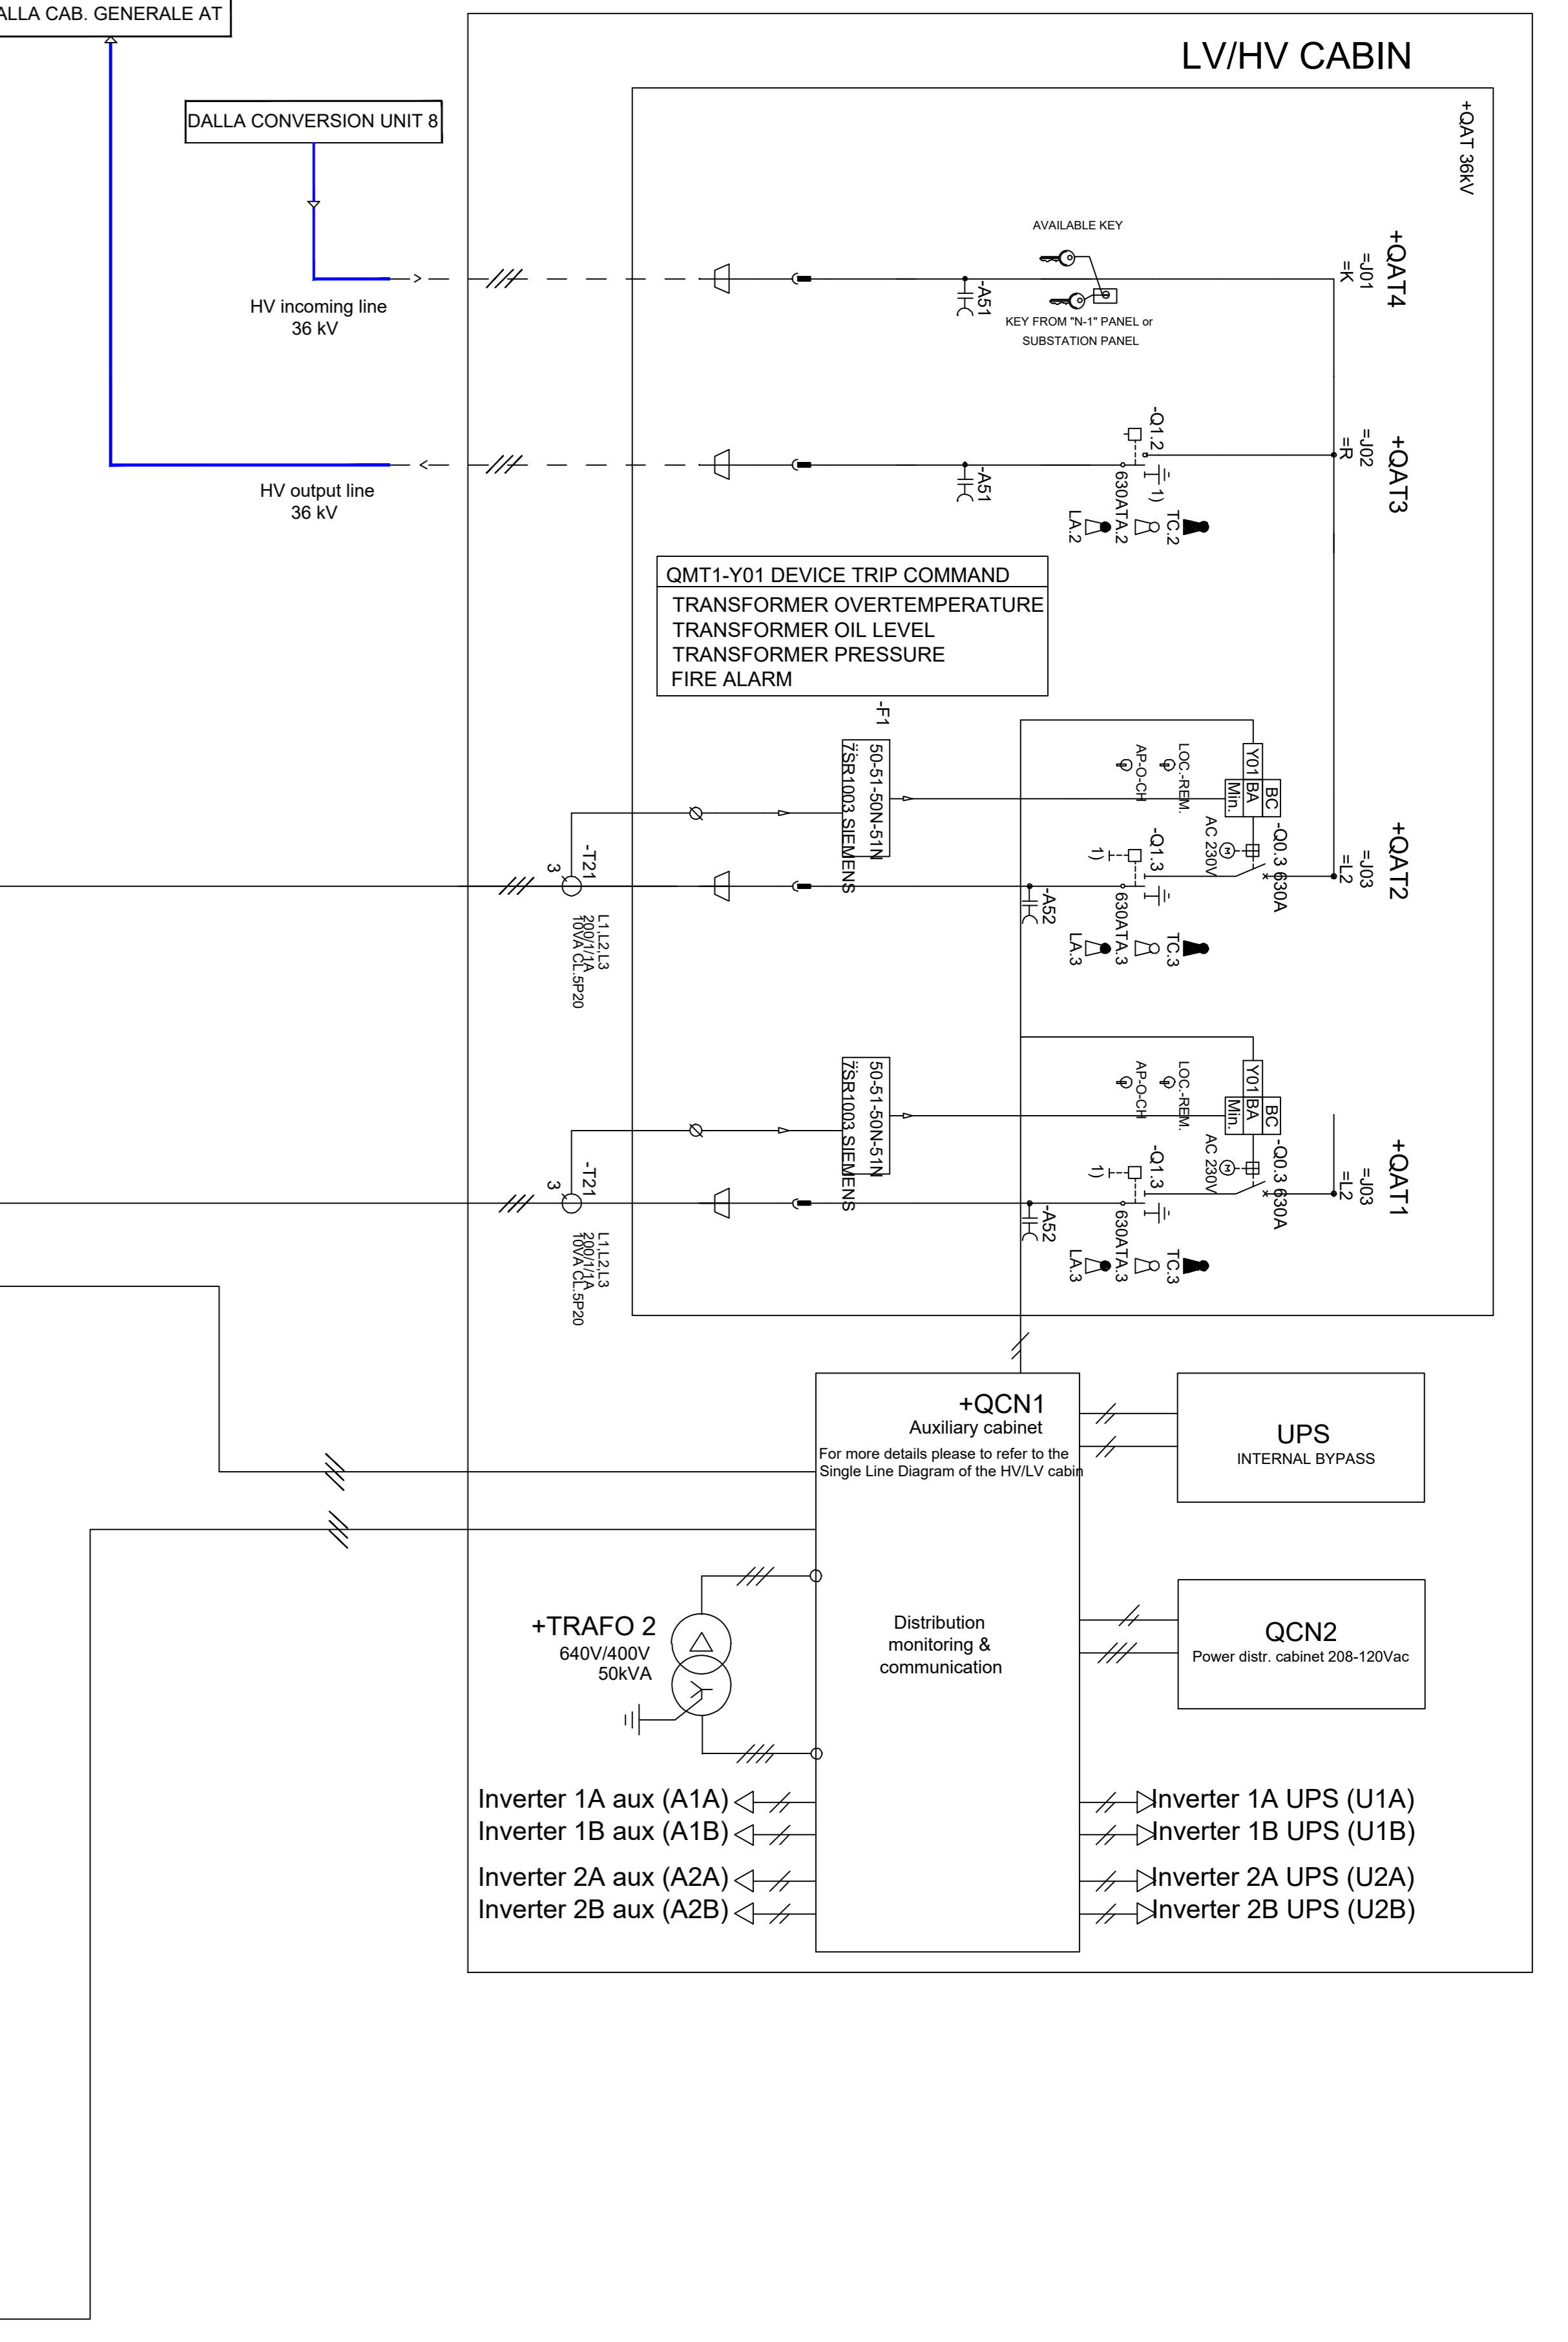 ALLA CAB. GENERALE AT
LV/HV CABIN
+QAT 36kV
DALLA CONVERSION UNIT 8
HV incoming line
36 kV
AVAILABLE KEY
KEY FROM "N-1" PANEL or
SUBSTATION PANEL
-A51
+QAT4
=J01
=K
HV output line
36 kV
-A51
-Q1.2
1)
630A
LA.2
TA.2
TC.2
+QAT3
=J02
=R
QMT1-Y01 DEVICE TRIP COMMAND
TRANSFORMER OVERTEMPERATURE
TRANSFORMER OIL LEVEL
TRANSFORMER PRESSURE
FIRE ALARM
-F1
50-51-50N-51N
7SR1003 SIEMENS
AP-O-CH
LOC.-REM.
Y01
BC
BA
Min.
AC 230V
M
-Q0.3 630A
-Q1.3
1)
630A
-A52
LA.3
TA.3
TC.3
-T21
3
L1,L2,L3
200/1/1A
10VA CL.5P20
+QAT2
=J03
=L2
50-51-50N-51N
7SR1003 SIEMENS
AP-O-CH
LOC.-REM.
Y01
BC
BA
Min.
AC 230V
M
-Q0.3 630A
-Q1.3
1)
630A
-A52
LA.3
TA.3
TC.3
-T21
3
L1,L2,L3
200/1/1A
10VA CL.5P20
+QAT1
=J03
=L2
+QCN1
Auxiliary cabinet
For more details please to refer to the
Single Line Diagram of the HV/LV cabin
UPS
INTERNAL BYPASS
+TRAFO 2
640V/400V
50kVA
Distribution
monitoring &
communication
QCN2
Power distr. cabinet 208-120Vac
Inverter 1A aux (A1A)
Inverter 1B aux (A1B)
Inverter 2A aux (A2A)
Inverter 2B aux (A2B)
Inverter 1A UPS (U1A)
Inverter 1B UPS (U1B)
Inverter 2A UPS (U2A)
Inverter 2B UPS (U2B)